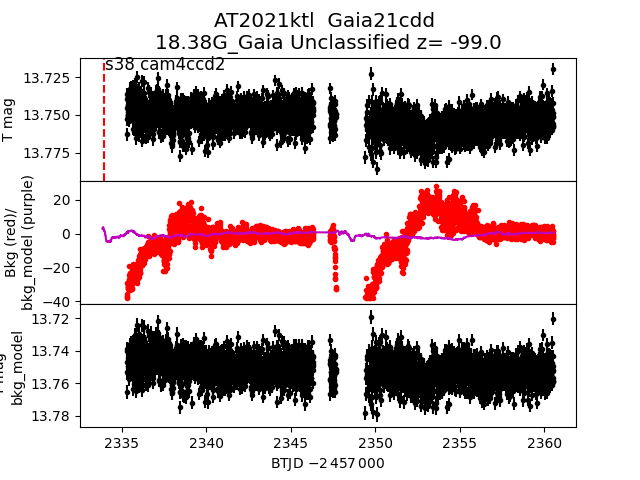 AT2021ktl  Gaia21cdd
18.38G_Gaia Unclassified z= -99.0
s38 cam4ccd2
T mag
13.725
13.750
13.775
Bkg (red)/
bkg_model (purple)
20
0
−20
−40
mag
bkg_model
13.72
13.74
13.76
13.78
2335
2340
2345
2350
2355
2360
BTJD −2 457 000